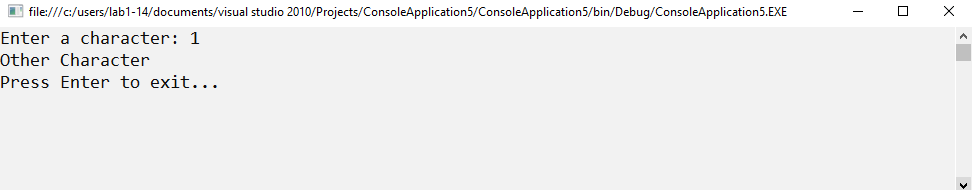 file:///c:/users/lab1-14/documents/visual studio 2010/Projects/ConsoleApplication5/ConsoleApplication5/bin/Debug/ConsoleApplication5.EXE
Enter a character: 1
Other Character
Press Enter to exit...